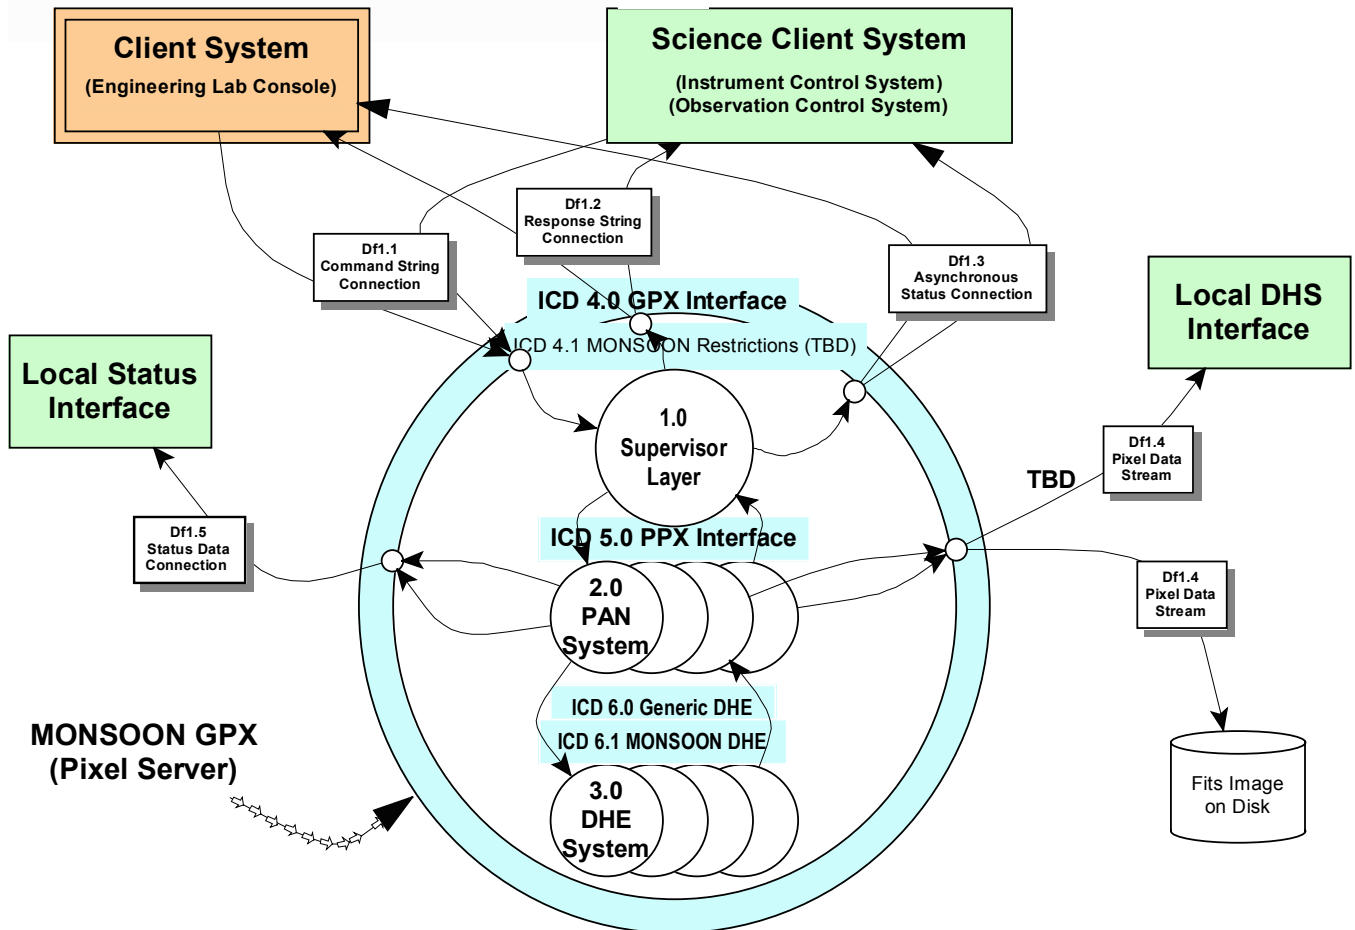 Client System
(Engineering Lab Console)
Science Client System
(Instrument Control System)
(Observation Control System)
Df1.1
Command String
Connection
Df1.2
Response String
Connection
Df1.3
Asynchronous
Status Connection
ICD 4.0 GPX Interface
ICD 4.1 MONSOON Restrictions (TBD)
Local DHS
Interface
Local Status
Interface
1.0
Supervisor
Layer
Df1.4
Pixel Data
Stream
TBD
Df1.5
Status Data
Connection
ICD 5.0 PPX Interface
2.0
PAN
System
Df1.4
Pixel Data
Stream
ICD 6.0 Generic DHE
ICD 6.1 MONSOON DHE
MONSOON GPX
(Pixel Server)
3.0
DHE
System
Fits Image
on Disk